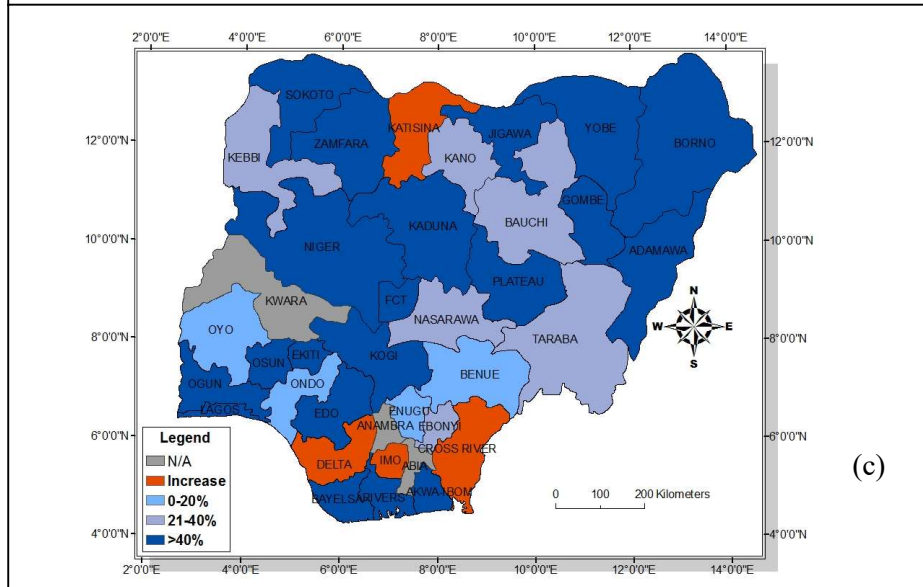 2°0'0"E 4°0'0"E 6°0'0"E 8°0'0"E 10°0'0"E 12°0'0"E 14°0'0"E
12°0'0"N
10°0'0"N
8°0'0"N
6°0'0"N
4°0'0"N
SOKOTO
KATISINA
YOBE
JIGAWA
ZAMFARA
BORNO
KEBBI
KANO
GOMBE
BAUCHI
KADUNA
ADAMAWA
NIGER
PLATEAU
FCT
KWARA
NASARAWA
OYO
TARABA
EKITI
KOGI
OSUN
BENUE
OGUN
ONDO
LAGOS
EDO
ENUGU
ANAMBRA
EBONYI
CROSS RIVER
DELTA
IMO
ABIA
BAYELSA
RIVERS
AKWA IBOM
N
W E
S
12°0'0"N
10°0'0"N
8°0'0"N
6°0'0"N
4°0'0"N
Legend
N/A
Increase
0-20%
21-40%
>40%
0 100 200 Kilometers
(c)
2°0'0"E 4°0'0"E 6°0'0"E 8°0'0"E 10°0'0"E 12°0'0"E 14°0'0"E